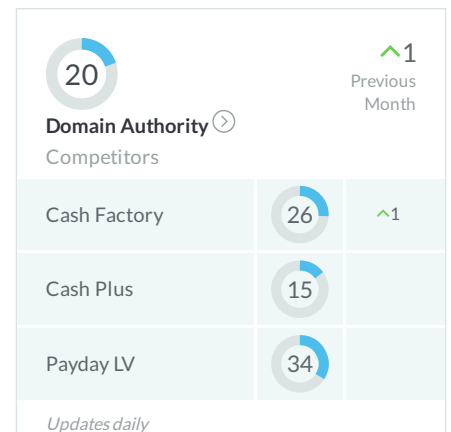 20
1
Previous
Month
Domain Authority
Competitors
Cash Factory 26 1
Cash Plus 15
Payday LV 34
Updates daily